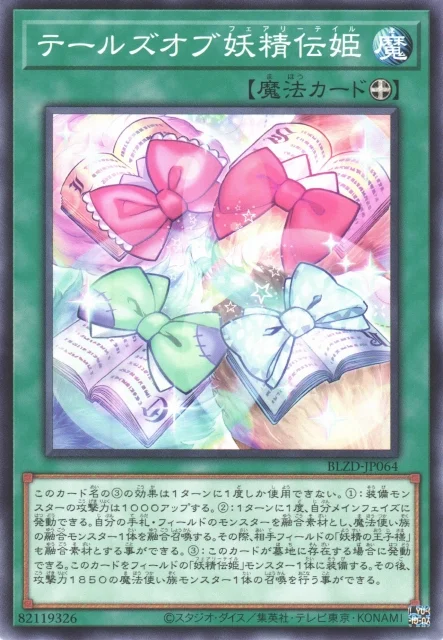 フェアリーテイル
テールズオブ妖精伝姫
魔
まほう
【魔法カード】
BLZD-JP064
このカード名の③の効果は1ターンに1度しか使用できない。①:装備モン
スターの攻撃力は1000アップする。②:1ターンに1度、自分メインフェイズに
発動できる。自分の手札・フィールドのモンスターを融合素材とし、魔法使い族
の融合モンスター1体を融合召喚する。その際、相手フィールドの「妖精の王子様」
も融合素材とする事ができる。③:このカードが墓地に存在する場合に発動
できる。このカードをフィールドの「妖精伝姫」モンスター1体に装備する。その後、
攻撃力1850の魔法使い族モンスター1体の召喚を行う事ができる。
82119326
©スタジオ・ダイス/集英社・テレビ東京・KONAMI